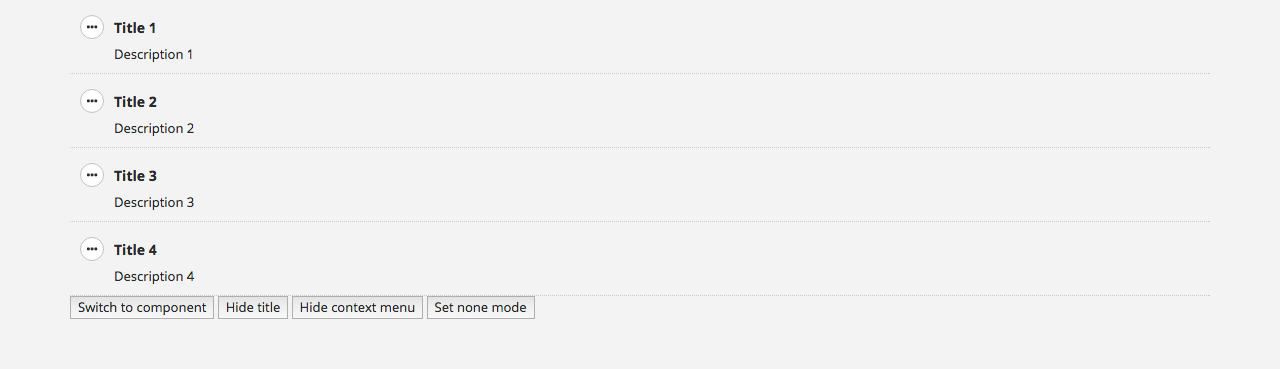 Title 1
Description 1
Title 2
Description 2
Title 3
Description 3
Title 4
Description 4
Switch to component Hide title Hide context menu Set none mode